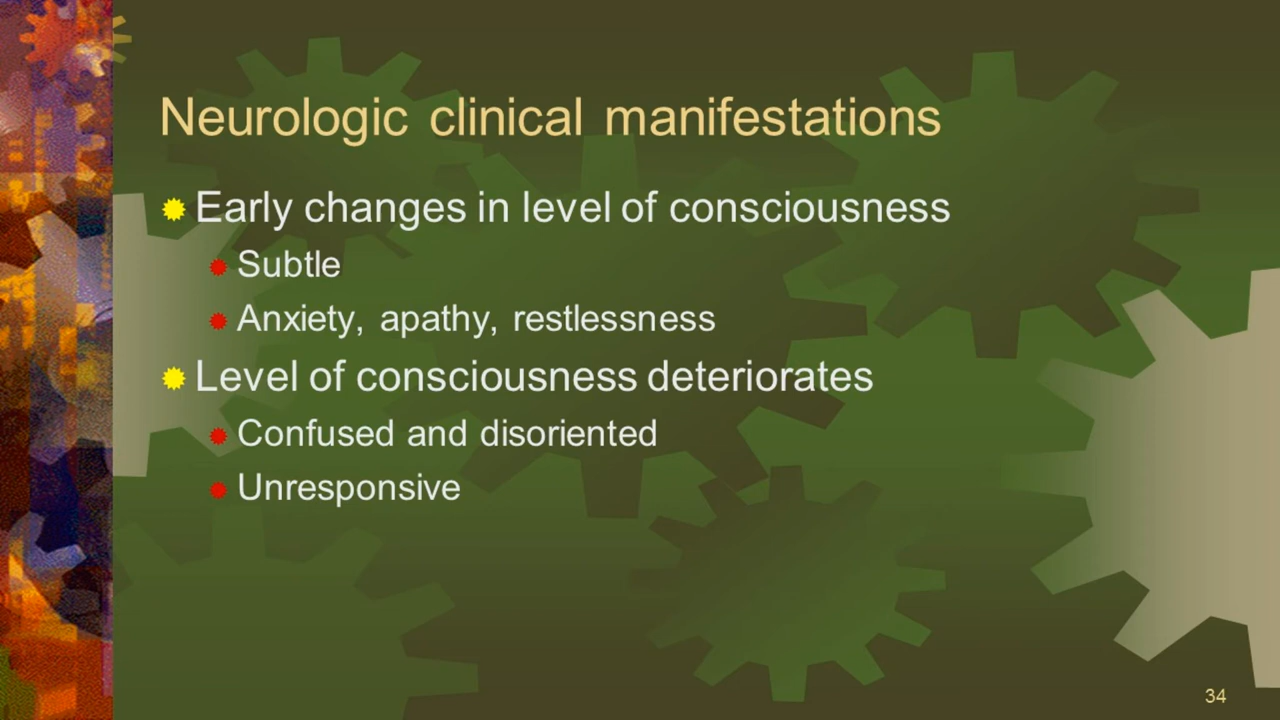 Neurologic clinical manifestations
Early changes in level of consciousness
Subtle
Anxiety, apathy, restlessness
Level of consciousness deteriorates
Confused and disoriented
Unresponsive
34